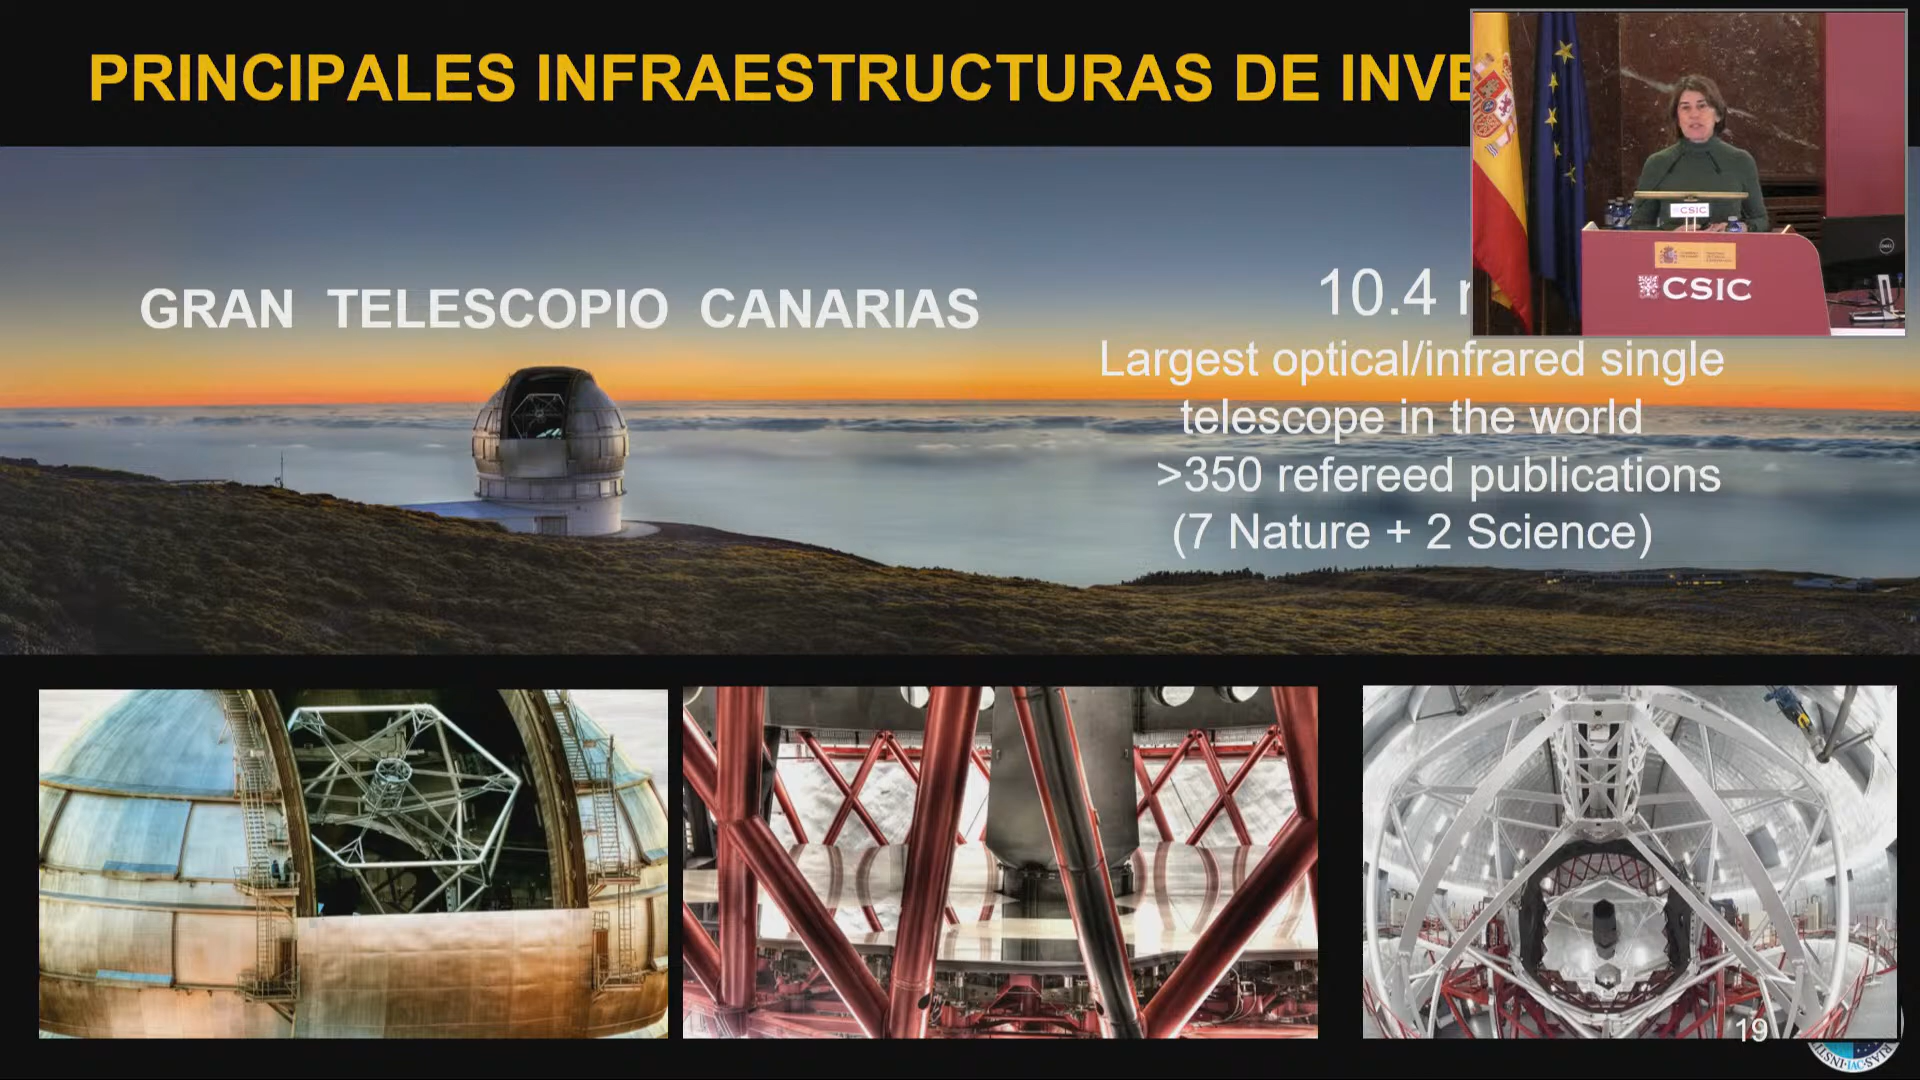 PRINCIPALES INFRAESTRUCTURAS DE INVE
GRAN TELESCOPIO CANARIAS
10.4
Largest optical/infrared single
telescope in the world
>350 refereed publications
(7 Nature + 2 Science)
CSIC
CSIC
DELL
19